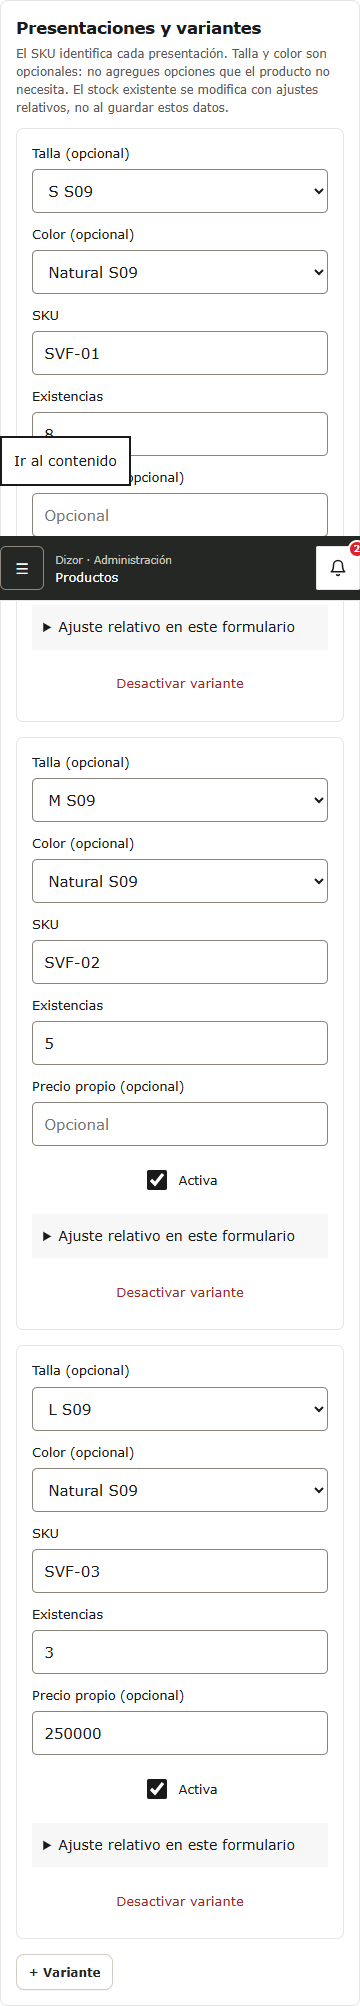 Presentaciones y variantes
El SKU identifica cada presentación. Talla y color son
opcionales: no agregues opciones que el producto no
necesita. El stock existente se modifica con ajustes
relativos, no al guardar estos datos.
Talla (opcional)
S S09
Color (opcional)
Natural S09
SKU
SVF-01
Existencias
8
Ir al contenido
opcional)
Opcional
☰
Dizor · Administración
Productos
2
▶ Ajuste relativo en este formulario
Desactivar variante
Talla (opcional)
M S09
Color (opcional)
Natural S09
SKU
SVF-02
Existencias
5
Precio propio (opcional)
Opcional
Activa
▶ Ajuste relativo en este formulario
Desactivar variante
Talla (opcional)
L S09
Color (opcional)
Natural S09
SKU
SVF-03
Existencias
3
Precio propio (opcional)
250000
Activa
▶ Ajuste relativo en este formulario
Desactivar variante
+ Variante